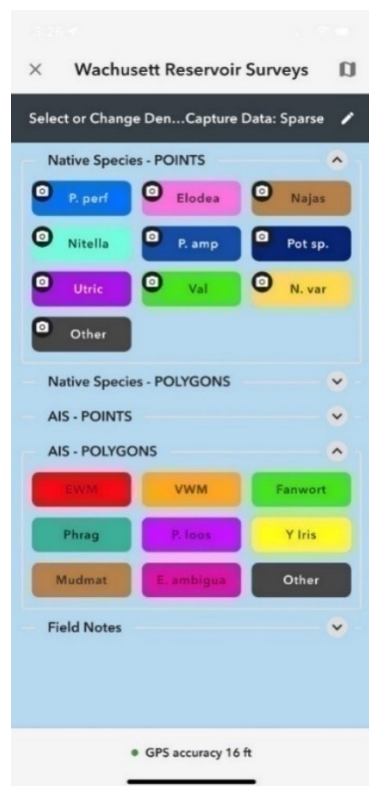 Wachusett Reservoir Surveys
Select or Change Den...Capture Data: Sparse
Native Species - POINTS
P. perf Elodea Najas
Nitella P. amp Pot sp.
Utric Val N. var
Other
Native Species - POLYGONS
AIS - POINTS
AIS - POLYGONS
EWM VWM Fanwort
Phrag P. loos Y Iris
Mudmat E. ambigua Other
Field Notes
GPS accuracy 16 ft